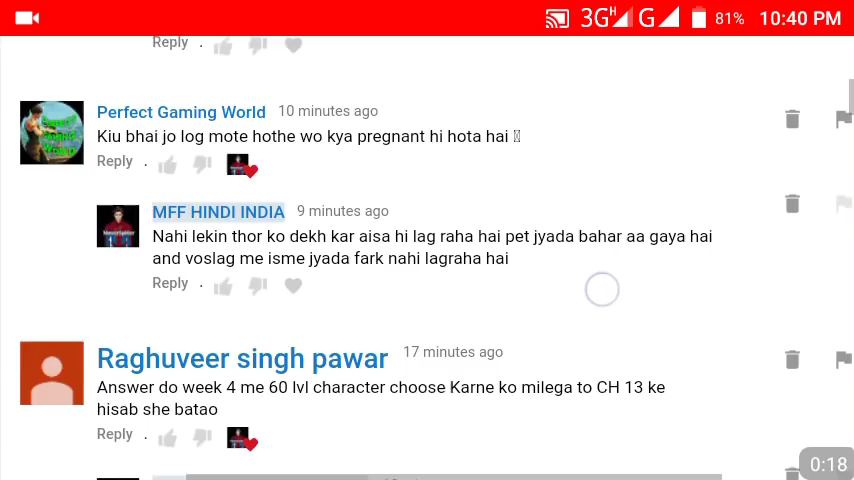 3G H G 81% 10:40 PM
Reply .
Perfect Gaming World 10 minutes ago
Kiu bhai jo log mote hothe wo kya pregnant hi hota hai
Reply .
MFF HINDI INDIA 9 minutes ago
Nahi lekin thor ko dekh kar aisa hi lag raha hai pet jyada bahar aa gaya hai
and voslag me isme jyada fark nahi lagraha hai
Reply .
Raghuveer singh pawar 17 minutes ago
Answer do week 4 me 60 lvl character choose Karne ko milega to CH 13 ke
hisab she batao
Reply .
0:18